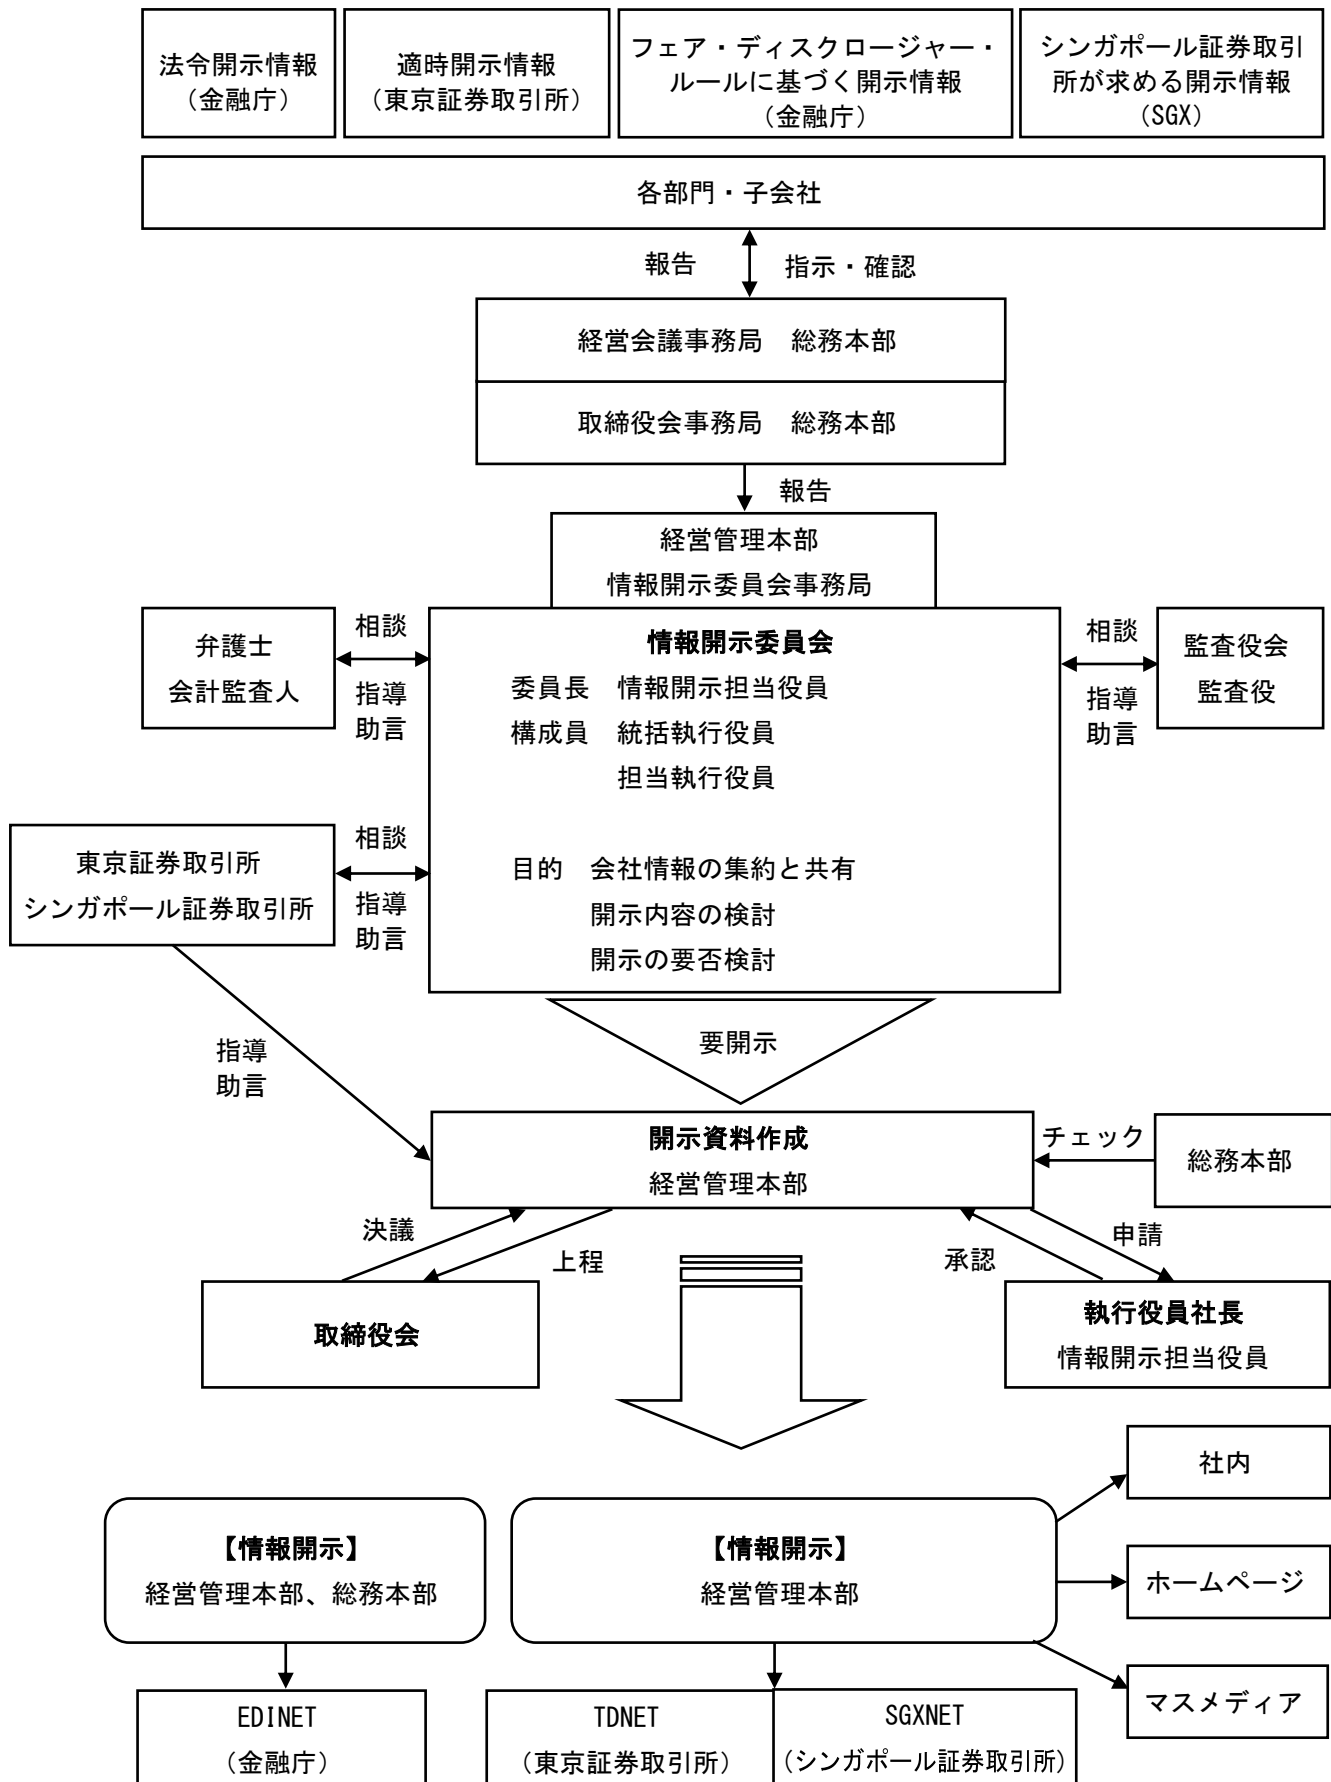 法令開示情報
（金融庁）
適時開示情報
（東京証券取引所）
フェア・ディスクロージャー・
ルールに基づく開示情報
（金融庁）
シンガポール証券取引
所が求める開示情報
（SGX）
各部門・子会社
報告
指示・確認
経営会議事務局　総務本部
取締役会事務局　総務本部
報告
経営管理本部
情報開示委員会事務局
弁護士
会計監査人
相談
指導
助言
情報開示委員会
委員長　情報開示担当役員
構成員　統括執行役員
担当執行役員
目的　会社情報の集約と共有
開示内容の検討
開示の要否検討
相談
指導
助言
監査役会
監査役
東京証券取引所
シンガポール証券取引所
相談
指導
助言
要開示
指導
助言
開示資料作成
経営管理本部
チェック
総務本部
決議
上程
承認
申請
取締役会
執行役員社長
情報開示担当役員
【情報開示】
経営管理本部、総務本部
【情報開示】
経営管理本部
社内
ホームページ
マスメディア
EDINET
（金融庁）
TDNET
（東京証券取引所）
SGXNET
（シンガポール証券取引所）